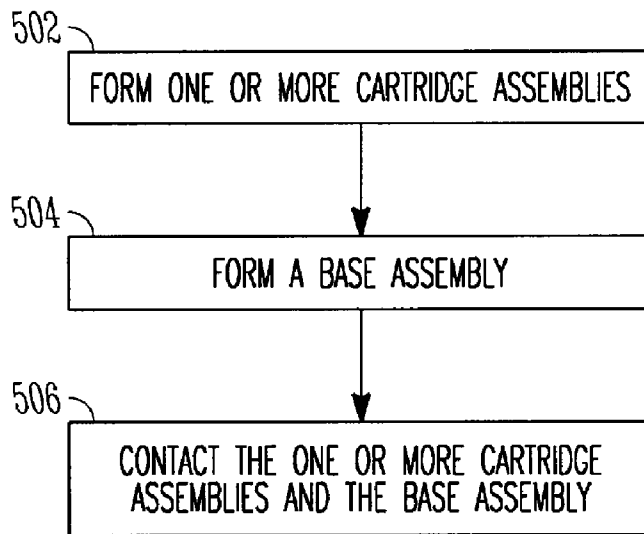 502
FORM ONE OR MORE CARTRIDGE ASSEMBLIES
504
FORM A BASE ASSEMBLY
506
CONTACT THE ONE OR MORE CARTRIDGE
ASSEMBLIES AND THE BASE ASSEMBLY